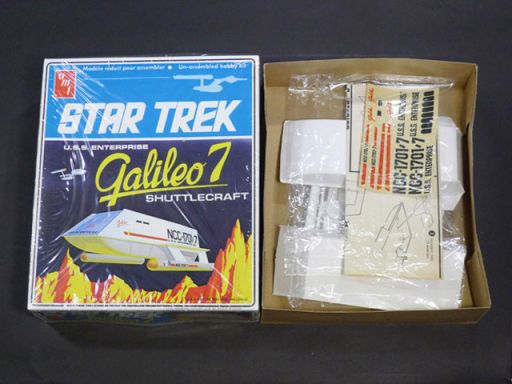 Modèle réduit pour assembler • Un-assembled hobby kit
amt
STAR TREK
U.S.S. ENTERPRISE
Galileo 7
SHUTTLECRAFT
Galileo
NCC-1701/7
NCC-1701/7
U.S.S. ENTERPRISE
NCC-1701/7
U.S.S. ENTERPRISE